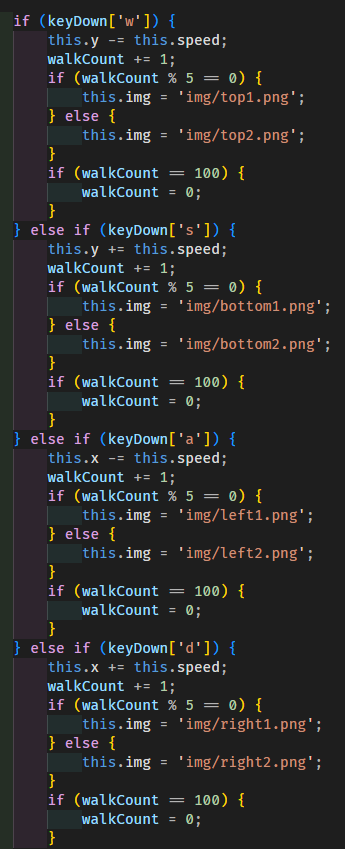 if (keyDown['w']) {
    this.y -= this.speed;
    walkCount += 1;
    if (walkCount % 5 == 0) {
        this.img = 'img/top1.png';
    } else {
        this.img = 'img/top2.png';
    }
    if (walkCount == 100) {
        walkCount = 0;
    }
} else if (keyDown['s']) {
    this.y += this.speed;
    walkCount += 1;
    if (walkCount % 5 == 0) {
        this.img = 'img/bottom1.png';
    } else {
        this.img = 'img/bottom2.png';
    }
    if (walkCount == 100) {
        walkCount = 0;
    }
} else if (keyDown['a']) {
    this.x -= this.speed;
    walkCount += 1;
    if (walkCount % 5 == 0) {
        this.img = 'img/left1.png';
    } else {
        this.img = 'img/left2.png';
    }
    if (walkCount == 100) {
        walkCount = 0;
    }
} else if (keyDown['d']) {
    this.x += this.speed;
    walkCount += 1;
    if (walkCount % 5 == 0) {
        this.img = 'img/right1.png';
    } else {
        this.img = 'img/right2.png';
    }
    if (walkCount == 100) {
        walkCount = 0;
    }